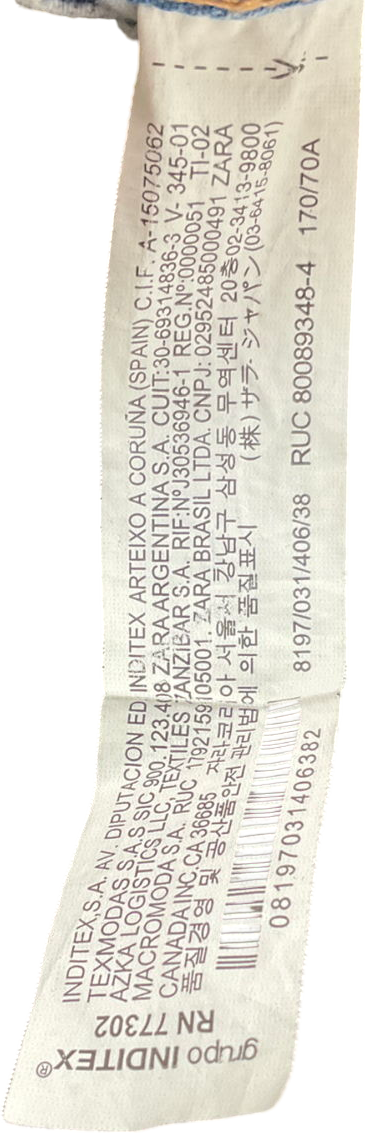 grupo INDITEX®
RN 77302
INDITEX,S.A. AV. DIPUTACION ED INDITEX ARTEIXO A CORUÑA (SPAIN) C.I.F. A-15075062
TEXMODAS S.A.S SIC.900.123.408 ZARA ARGENTINA S.A. CUIT:30-69314836-3 V- 345-01
AZKA LOGISTICS LLC, TEXTILES ZANZIBAR S.A. RIF:NºJ30536946-1 REG.Nº:0000051 TI-02
MACROMODA S.A. RUC 1792159105001. ZARA BRASIL LTDA. CNPJ: 02952485000491 ZARA
CANADA INC.CA 36685 자라코리아 서울시 강남구 삼성동 무역센터 20층02-3413-9800
품질경영 및 공산품안전 관리법에 의한 품질표시 (株) ザラ・ジャパン (03-6415-8061)
8197/031/406/38 RUC 80089348-4 170/70A
08197031406382